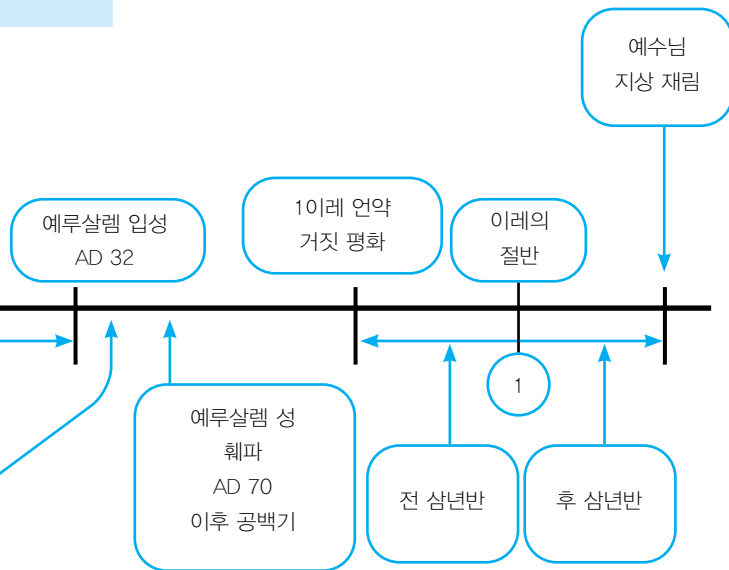 예수님
지상 재림
예루살렘 입성
AD 32
1이레 언약
거짓 평화
이레의
절반
1
예루살렘 성
훼파
AD 70
이후 공백기
전 삼년반
후 삼년반